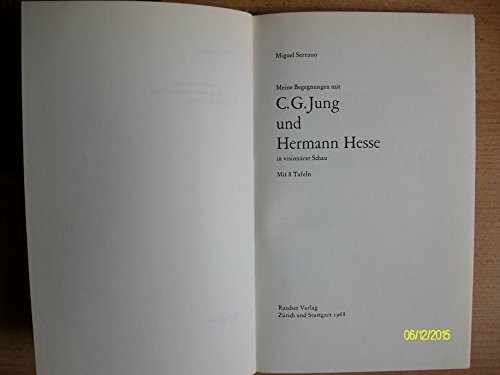 Miguel Serrano
Meine Begegnungen mit
C.G.Jung
und
Hermann Hesse
in visionärer Schau
Mit 8 Tafeln
Rascher Verlag
Zürich und Stuttgart 1968
06/12/2015